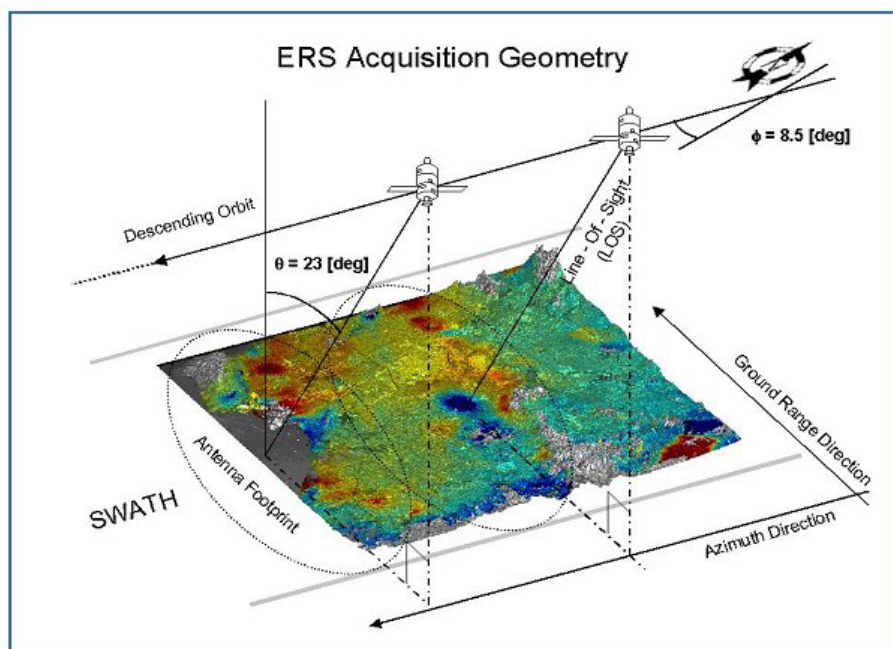 ERS Acquisition Geometry
ϕ = 8.5 [deg]
Descending Orbit
θ = 23 [deg]
Line - Of - Sight
(LOS)
Ground Range Direction
Antenna Footprint
SWATH
Azimuth Direction